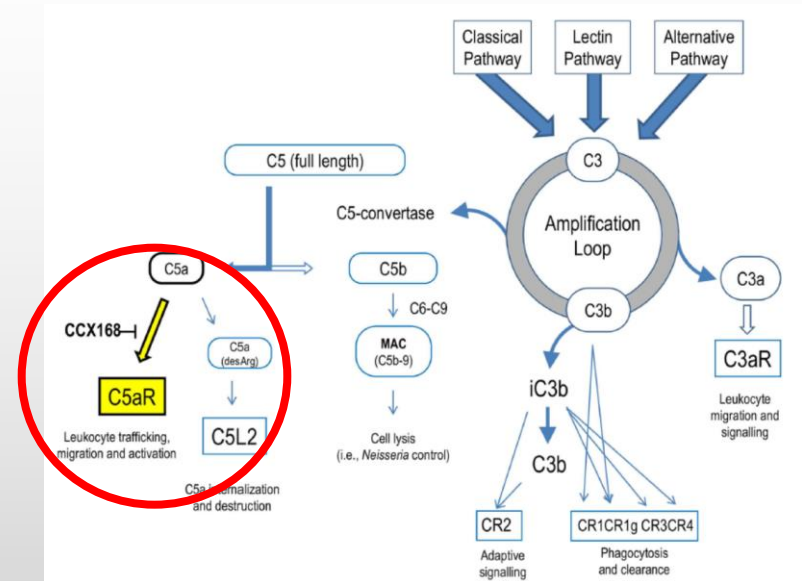 Classical
Pathway
Lectin
Pathway
Alternative
Pathway
C5 (full length)
C3
C5-convertase
Amplification
Loop
C5a
C5b
C3a
C6-C9
C3b
CCX168
C5a
(desArg)
MAC
(C5b-9)
C3aR
iC3b
C5aR
C5L2
Leukocyte
migration and
signalling
Leukocyte trafficking,
migration and activation
Cell lysis
(i.e., Neisseria control)
C3b
C5a internalization
and destruction
CR2
CR1CR1g CR3CR4
Adaptive
signalling
Phagocytosis
and clearance